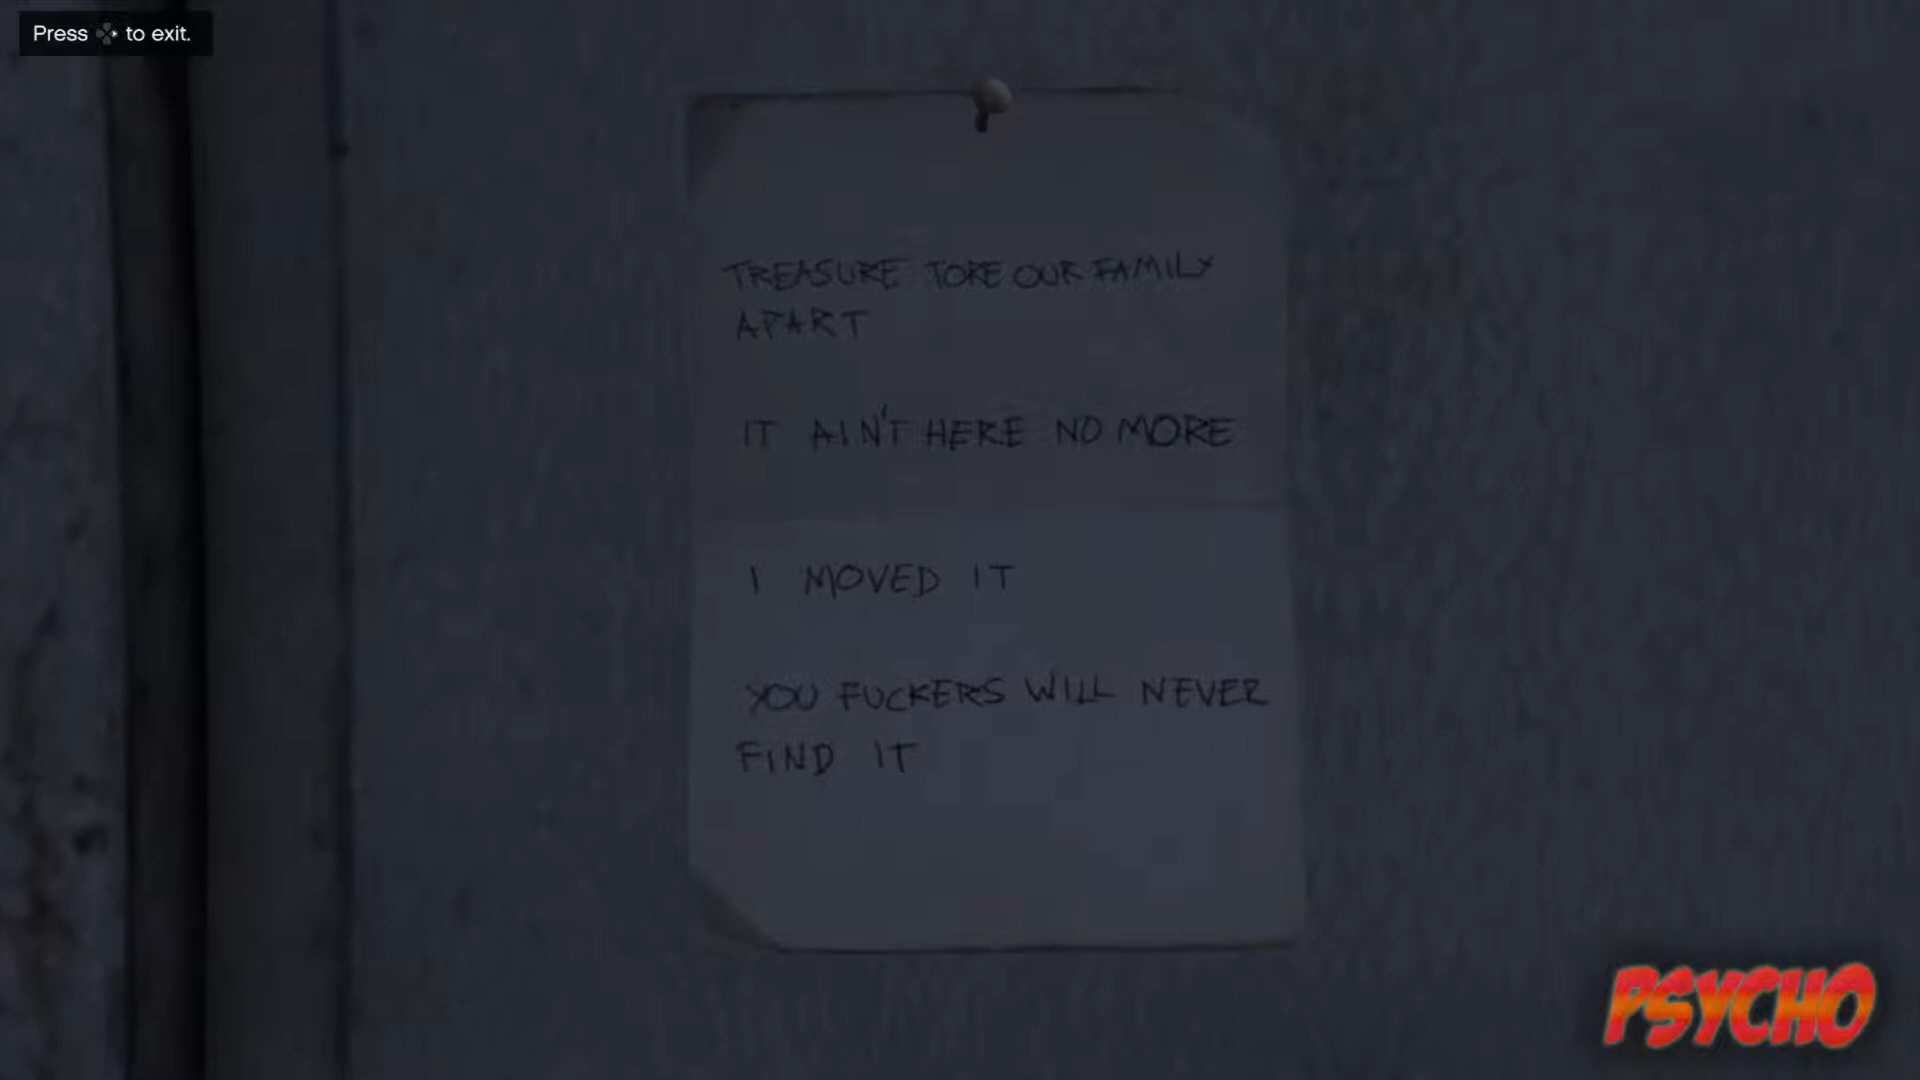 Press to exit.
TREASURE TORE OUR FAMILY
APART
IT AIN'T HERE NO MORE
I MOVED IT
YOU FUCKERS WILL NEVER
FIND IT
PSYCHO